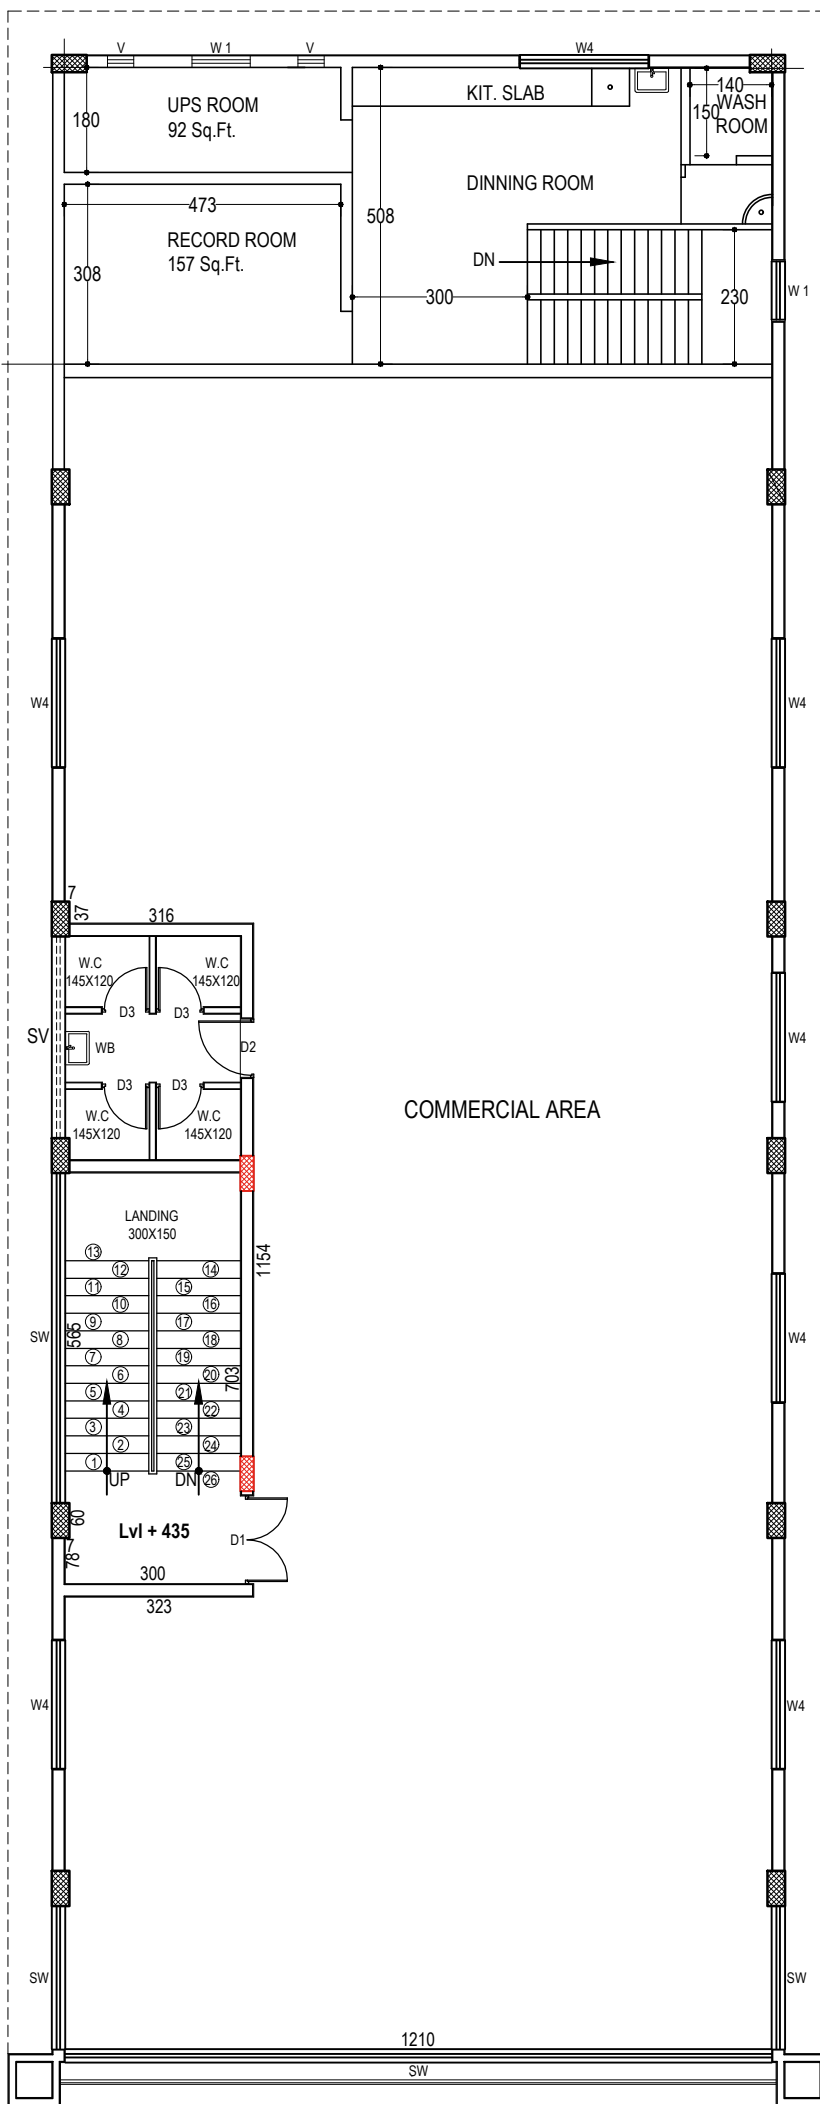 V
W 1
V
W4
UPS ROOM
92 Sq.Ft.
180
KIT. SLAB
140
150
WASH
ROOM
DINNING ROOM
473
508
RECORD ROOM
157 Sq.Ft.
308
DN
300
230
W 1
W4
W4
7
37
316
W.C
145X120
W.C
145X120
D3
D3
SV
WB
D2
W4
D3
D3
W.C
145X120
W.C
145X120
COMMERCIAL AREA
LANDING
300X150
1154
13
12
14
11
15
10
16
9
17
565
SW
8
18
W4
7
19
6
20
703
5
21
4
22
3
23
2
24
1
25
UP
DN
26
60
Lvl + 435
D1
7
78
300
323
W4
W4
SW
SW
1210
SW